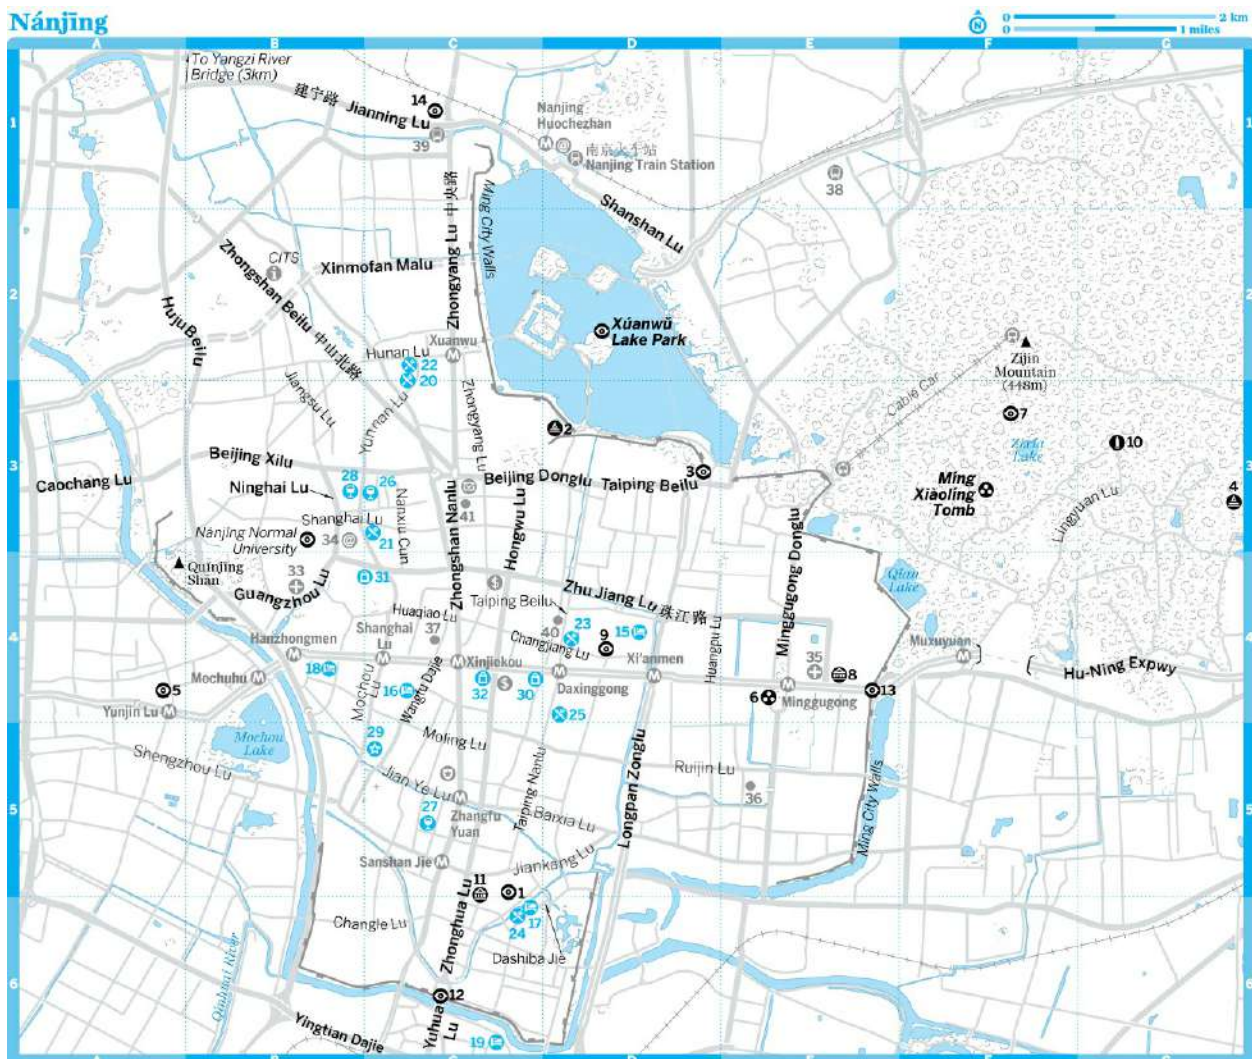 Nánjīng
N
0 2 km
0 1 miles
A B C D E F G
To Yangzi River
Bridge (3km)
建宁路 Jianning Lu
14
39
Nanjing
Huochezhan
南京火车站
Nanjing Train Station
38
1 1
Shanshan Lu
Zhongyang Lu 中央路
Ming City Walls
CITS
Xinmofan Malu
Zhongshan Beilu 中山北路
2 2
Xúanwǔ
Lake Park
Xuanwu
Hunan Lu
22
20
Jiangsu Lu
Yunnan Lu
Zhongyang Lu
Zijin
Mountain
(448m)
Cable Car
7
10
2
3
Beijing Xilu
Beijing Donglu
Taiping Beilu
3 3
Caochang Lu
Ninghai Lu
28
26
41
Míng
Xiàolíng
Tomb
4
Lingyuan Lu
Shanghai Lu
Nanxiu Cun
Zhongshan Nanlu
Hongwu Lu
Minggugong Donglu
Nanjing Normal
University
34
21
Qingjing
Shan
33
Guangzhou Lu
31
Zhu Jiang Lu 珠江路
Qian
Lake
Taiping Beilu
Huaqiao Lu
37
40
23
9
15
Changjiang Lu
Huangpu Lu
4 4
Hanzhongmen
Shanghai
Lu
Xinjiekou
Xi'anmen
35
8
Muxuyuan
Hu-Ning Expwy
18
Mochuhu
5
Mochou
Lu
16
Wangfu Dajie
32
30
Daxinggong
6
Minggugong
13
Yunjin Lu
25
Mochou
Lake
29
Moling Lu
Shengzhou Lu
Jian Ye Lu
Taiping Nanlu
Longpan Zonglu
Ruijin Lu
36
Ming City Walls
5 5
27
Zhangfu
Yuan
Baixia Lu
Sanshan Jie
Jiankang Lu
11
1
Changle Lu
Zhonghua Lu
24
17
Dashiba Jie
Qinhuai River
6 6
12
Yingtian Dajie
Yuhua
Lu
19
A B C D E F G